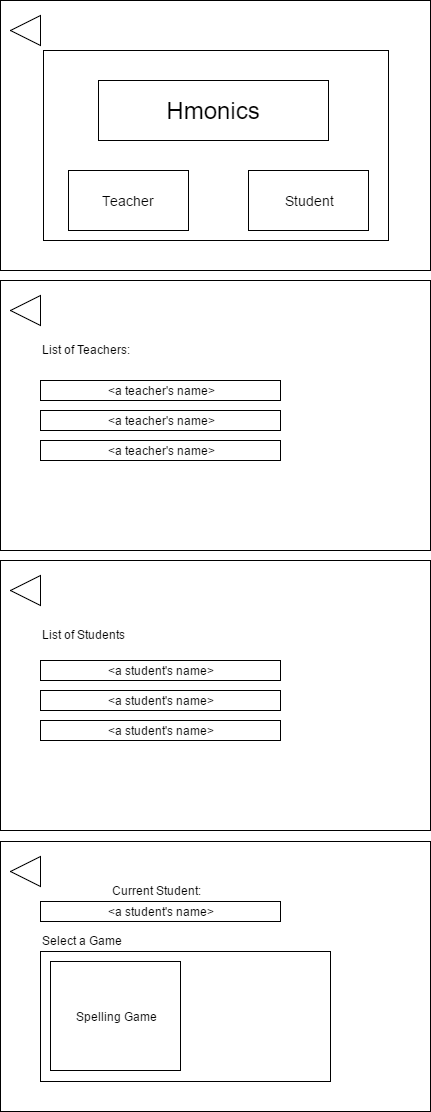 Hmonics
Teacher
Student
List of Teachers:
<a teacher's name>
<a teacher's name>
<a teacher's name>
List of Students
<a student's name>
<a student's name>
<a student's name>
Current Student:
<a student's name>
Select a Game
Spelling Game